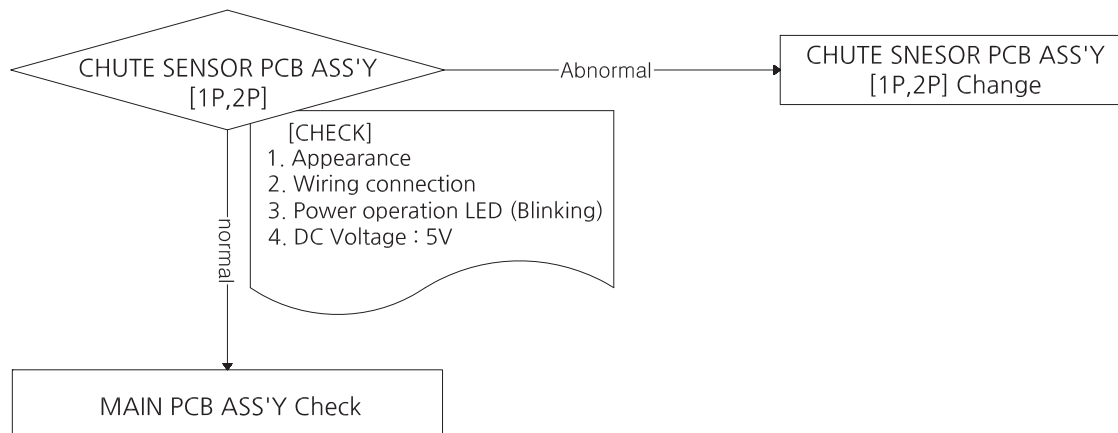 CHUTE SENSOR PCB ASS'Y
[1P,2P]
Abnormal
CHUTE SNESOR PCB ASS'Y
[1P,2P] Change
[CHECK]
1. Appearance
2. Wiring connection
3. Power operation LED (Blinking)
4. DC Voltage : 5V
normal
MAIN PCB ASS'Y Check